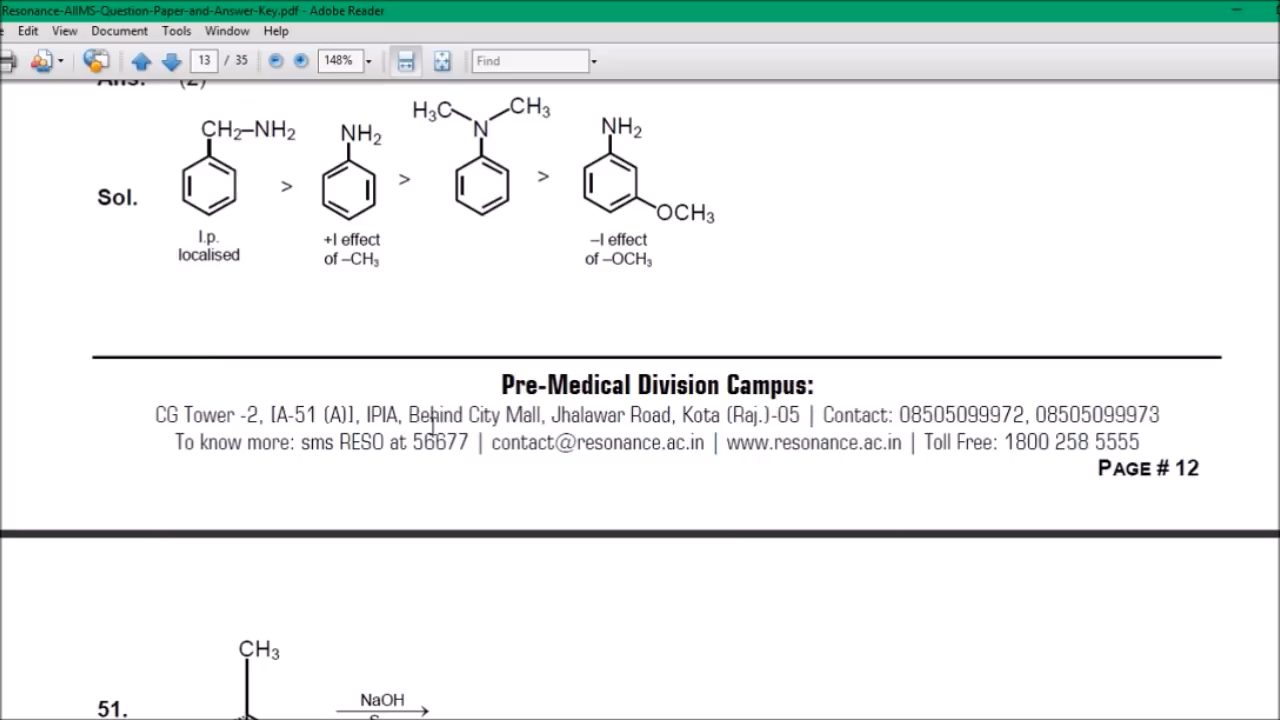 Resonance-AIIMS-Question-Paper-and-Answer-Key.pdf - Adobe Reader
Edit View Document Tools Window Help
13 / 35 148% Find
Ans. (2)
H3C CH3
CH2–NH2 NH2 N NH2
Sol. > > > OCH3
l.p. +I effect –I effect
localised of –CH3 of –OCH3
Pre-Medical Division Campus:
CG Tower -2, [A-51 (A)], IPIA, Behind City Mall, Jhalawar Road, Kota (Raj.)-05 | Contact: 08505099972, 08505099973
To know more: sms RESO at 56677 | contact@resonance.ac.in | www.resonance.ac.in | Toll Free: 1800 258 5555
PAGE # 12
CH3
NaOH
51.